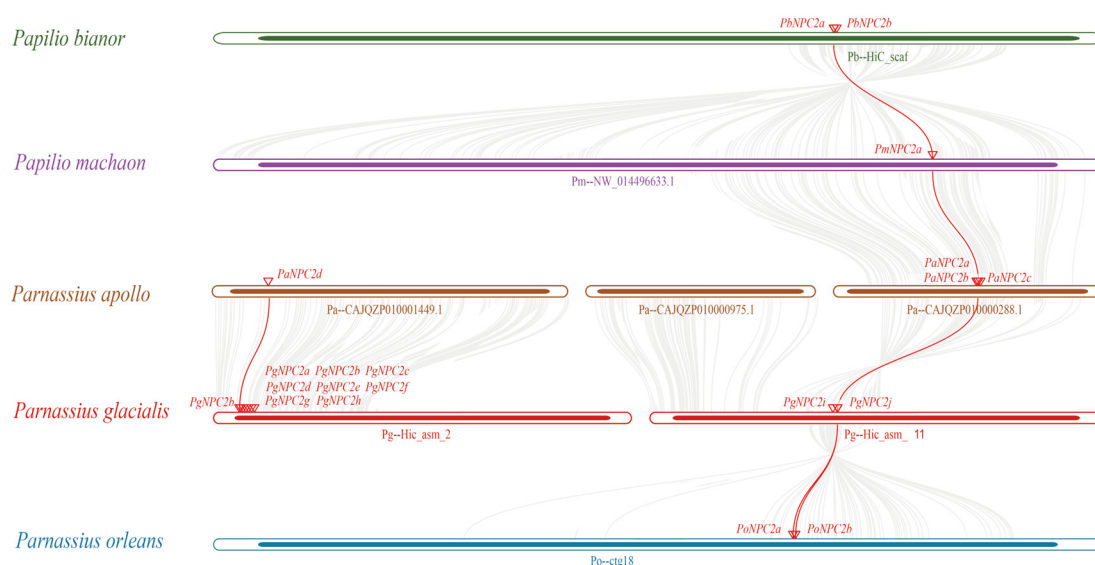 PbNPC2a PbNPC2b
Papilio bianor
Pb--HiC_scaf
PmNPC2a
Papilio machaon
Pm--NW_014496633.1
PaNPC2a
PaNPC2d
PaNPC2b PaNPC2c
Parnassius apollo
Pa--CAJQZP010001449.1 Pa--CAJQZP010000975.1 Pa--CAJQZP010000288.1
PgNPC2a PgNPC2b PgNPC2c
PgNPC2d PgNPC2e PgNPC2f
PgNPC2b PgNPC2g PgNPC2h PgNPC2i PgNPC2j
Parnassius glacialis
Pg--Hic_asm_2 Pg--Hic_asm_ 11
PoNPC2a PoNPC2b
Parnassius orleans
Po--ctg18